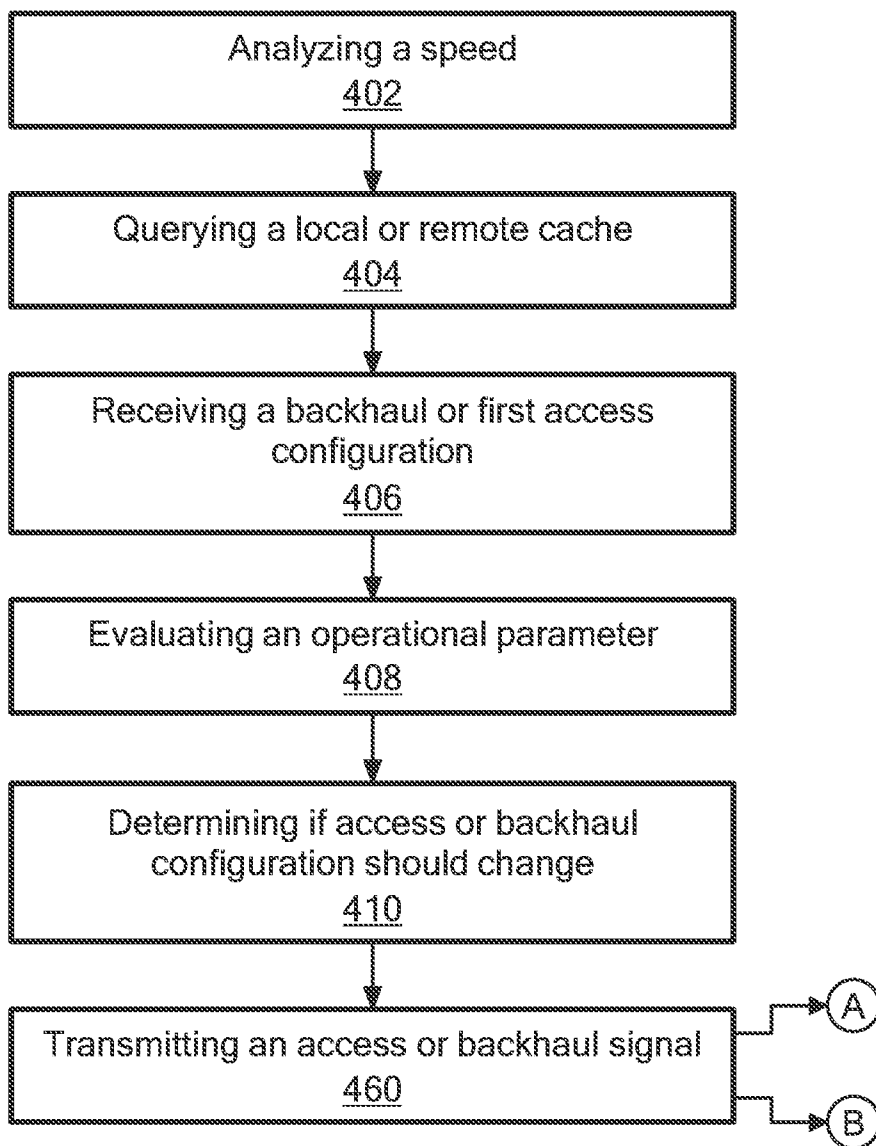 Analyzing a speed
402
Querying a local or remote cache
404
Receiving a backhaul or first access
configuration
406
Evaluating an operational parameter
408
Determining if access or backhaul
configuration should change
410
Transmitting an access or backhaul signal
460
A
B